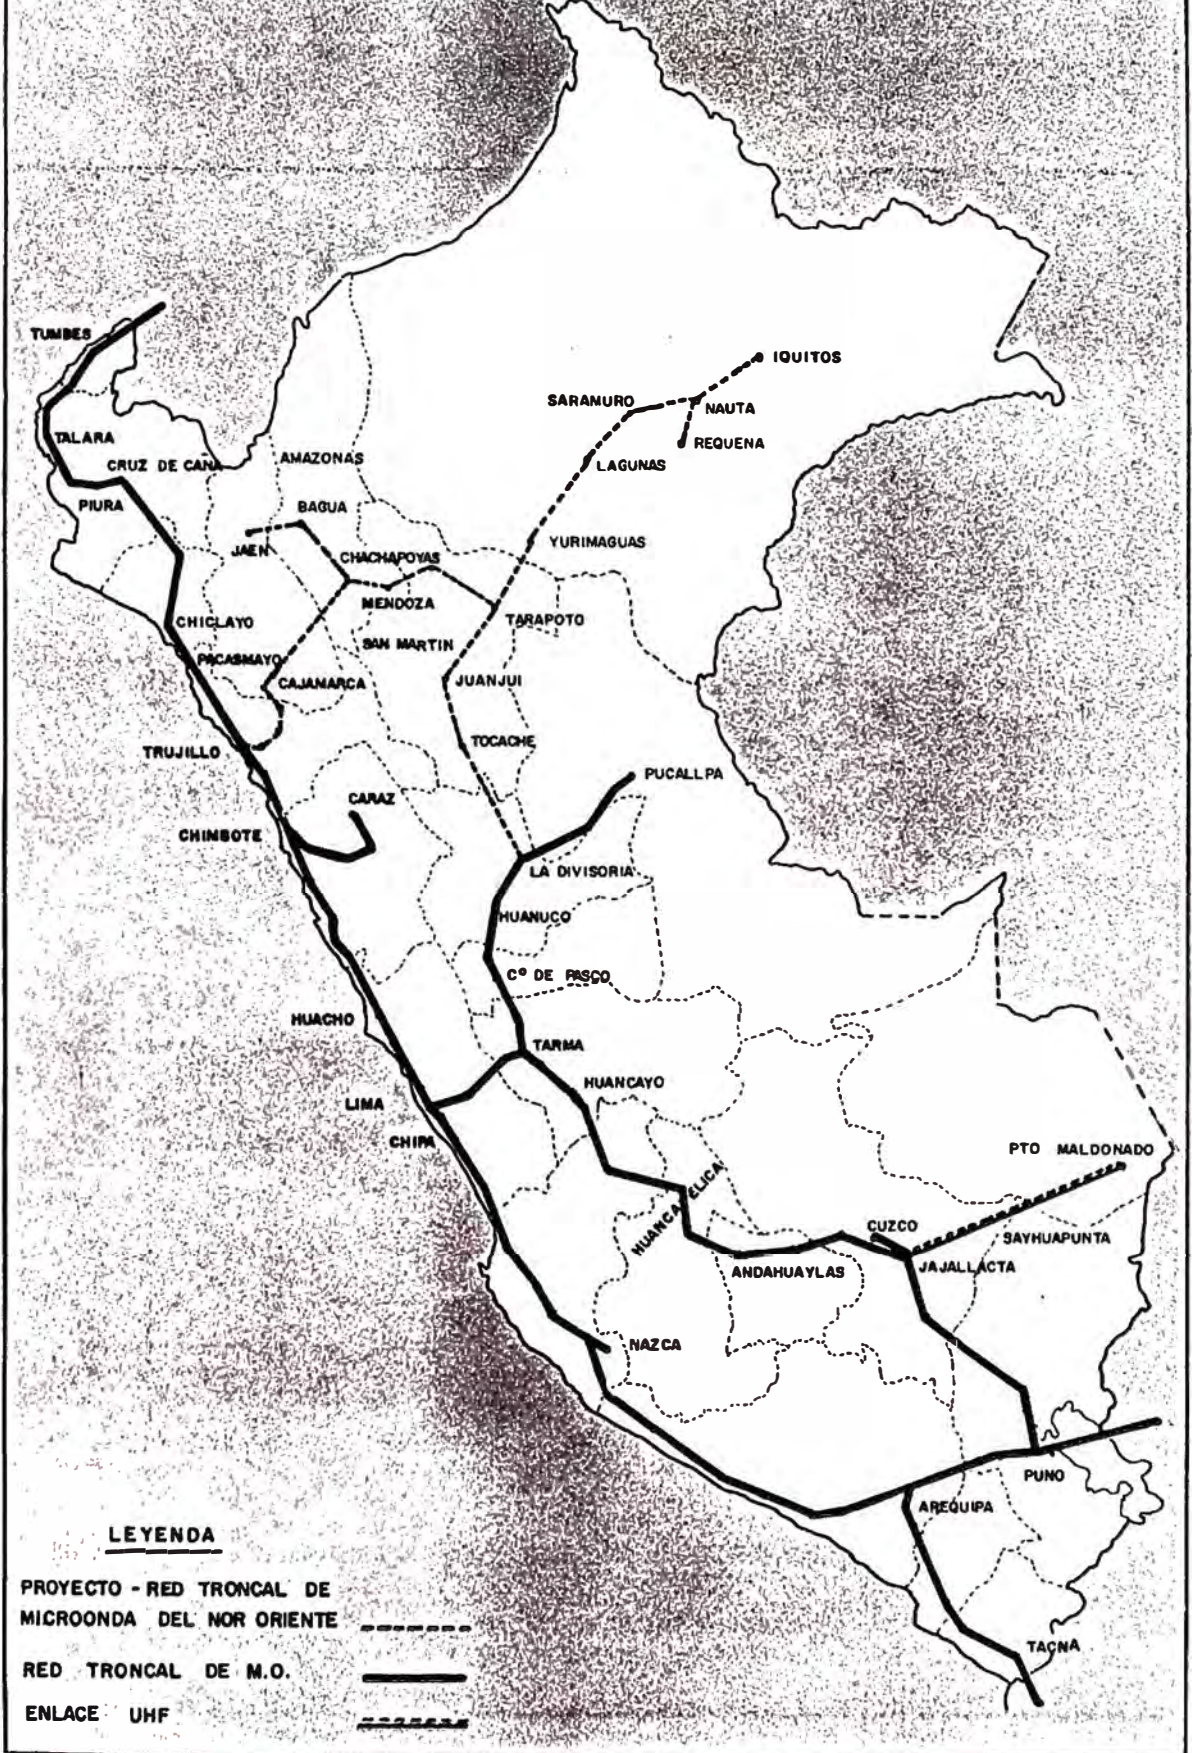 IQUITOS
TUMBES
SARAMURO
NAUTA
REQUENA
TALARA
CRUZ DE CAÑA
AMAZONAS
LAGUNAS
PIURA
BAGUA
JAEN
CHACHAPOYAS
YURIMAGUAS
MENDOZA
CHICLAYO
TARAPOTO
SAN MARTIN
PACASMAYO
CAJAMARCA
JUANJUI
TRUJILLO
TOCACHE
PUCALLPA
CARAZ
CHIMBOTE
LA DIVISORIA
HUANUCO
Cº DE PASCO
HUACHO
TARMA
HUANCAYO
LIMA
CHIPA
PTO MALDONADO
HUANCAVELICA
CUZCO
SAYHUAPUNTA
ANDAHUAYLAS
JAJALLACTA
NAZCA
PUNO
AREQUIPA
TACNA
LEYENDA
PROYECTO - RED TRONCAL DE
MICROONDA DEL NOR ORIENTE
RED TRONCAL DE M.O.
ENLACE UHF